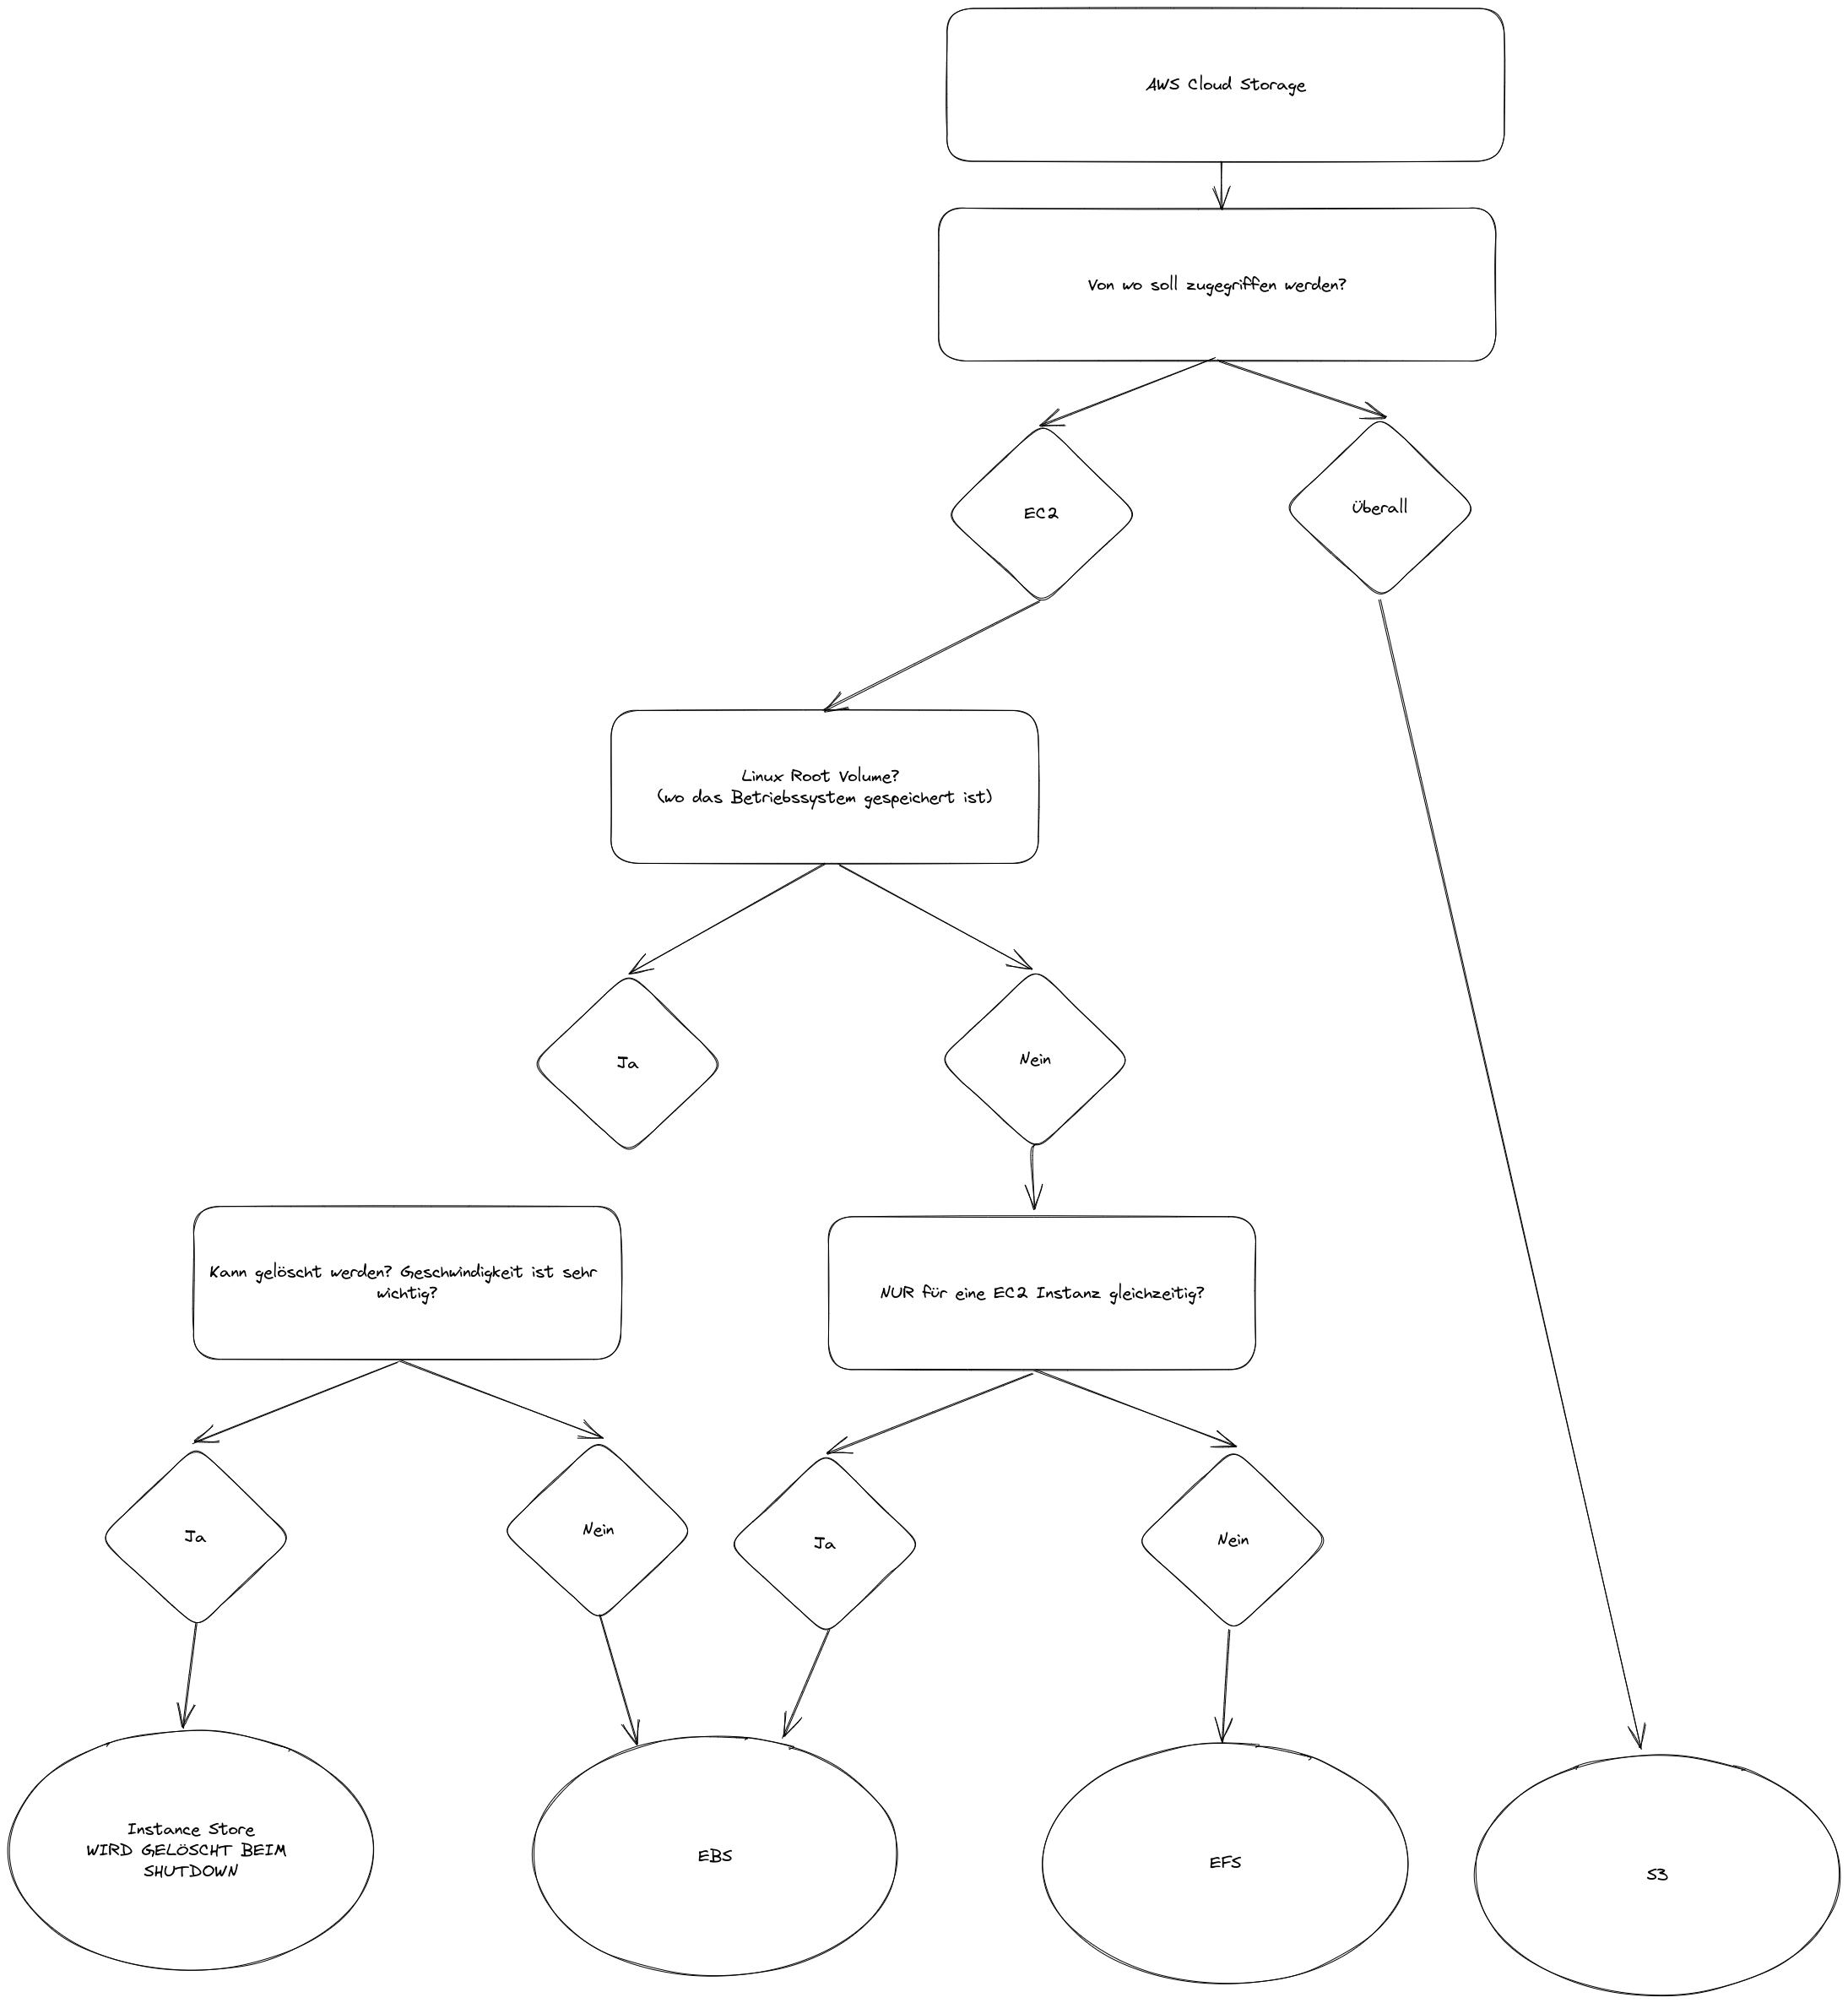 AWS Cloud Storage
Von wo soll zugegriffen werden?
EC2
Überall
Linux Root Volume?
(wo das Betriebssystem gespeichert ist)
Ja
Nein
Kann gelöscht werden? Geschwindigkeit ist sehr
wichtig?
NUR für eine EC2 Instanz gleichzeitig?
Ja
Nein
Ja
Nein
Instance Store
WIRD GELÖSCHT BEIM
SHUTDOWN
EBS
EFS
S3